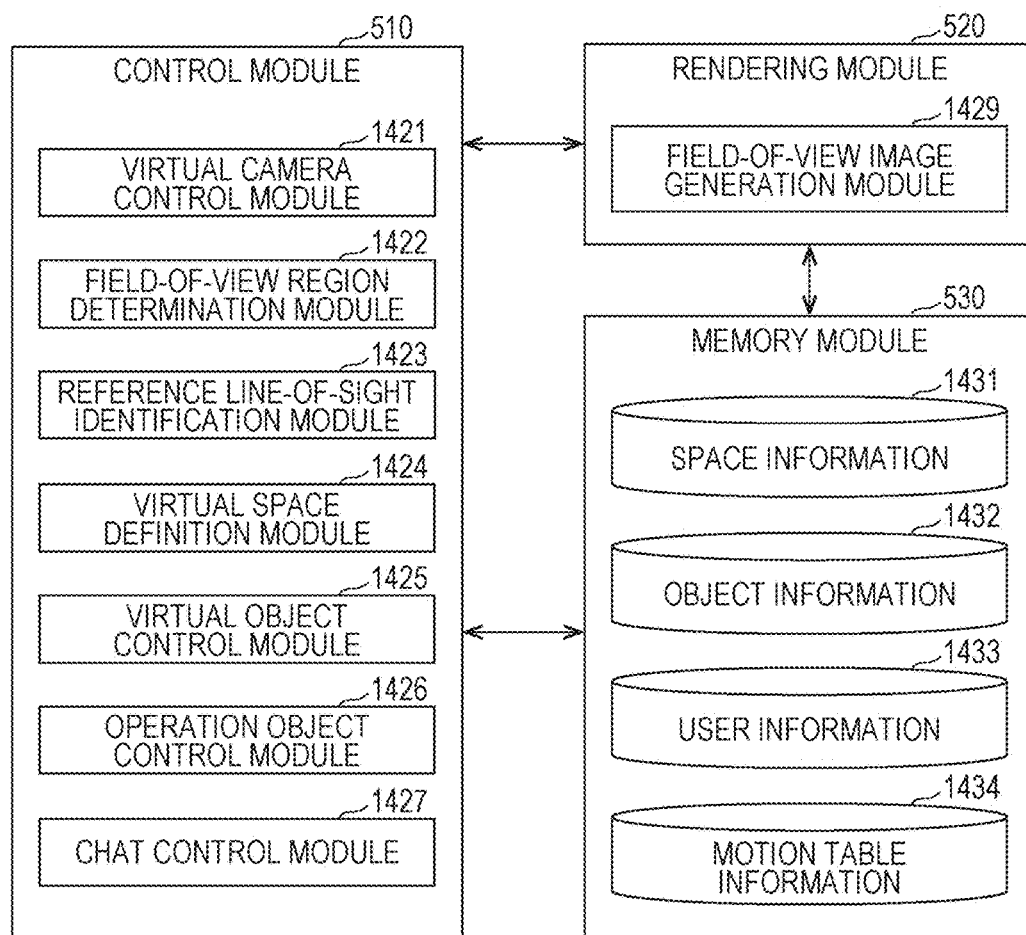 510
CONTROL MODULE
1421
VIRTUAL CAMERA
CONTROL MODULE
1422
FIELD-OF-VIEW REGION
DETERMINATION MODULE
1423
REFERENCE LINE-OF-SIGHT
IDENTIFICATION MODULE
1424
VIRTUAL SPACE
DEFINITION MODULE
1425
VIRTUAL OBJECT
CONTROL MODULE
1426
OPERATION OBJECT
CONTROL MODULE
1427
CHAT CONTROL MODULE
520
RENDERING MODULE
1429
FIELD-OF-VIEW IMAGE
GENERATION MODULE
530
MEMORY MODULE
1431
SPACE INFORMATION
1432
OBJECT INFORMATION
1433
USER INFORMATION
1434
MOTION TABLE
INFORMATION